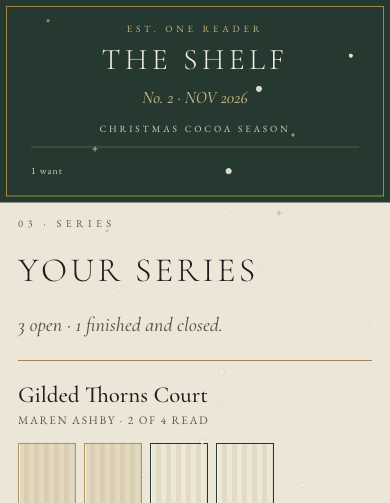 EST. ONE READER
THE SHELF
No. 2 · NOV 2026
CHRISTMAS COCOA SEASON
1 want
03 · SERIES
YOUR SERIES
3 open · 1 finished and closed.
Gilded Thorns Court
MAREN ASHBY · 2 OF 4 READ